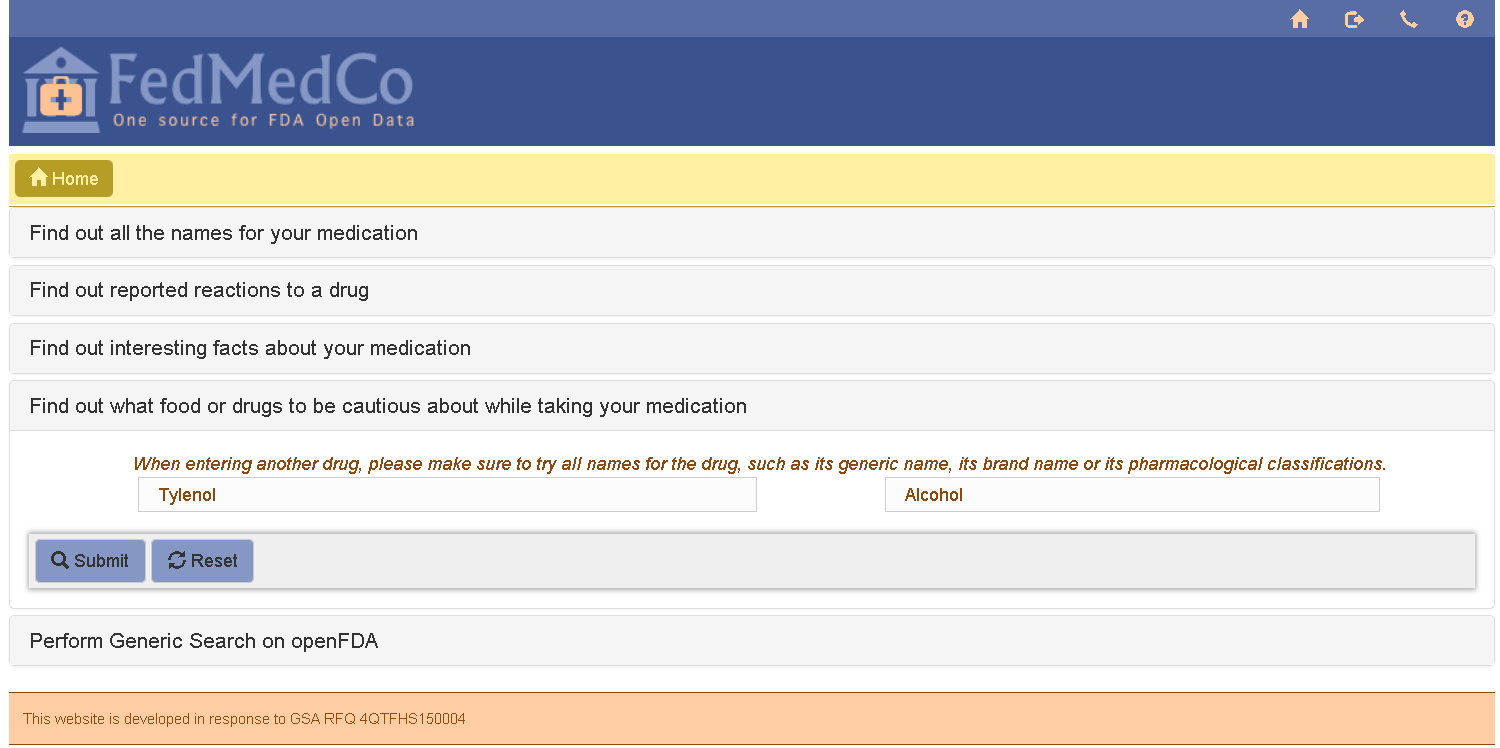 FedMedCo
One source for FDA Open Data
Home
Find out all the names for your medication
Find out reported reactions to a drug
Find out interesting facts about your medication
Find out what food or drugs to be cautious about while taking your medication
When entering another drug, please make sure to try all names for the drug, such as its generic name, its brand name or its pharmacological classifications.
Tylenol Alcohol
Submit Reset
Perform Generic Search on openFDA
This website is developed in response to GSA RFQ 4QTFHS150004